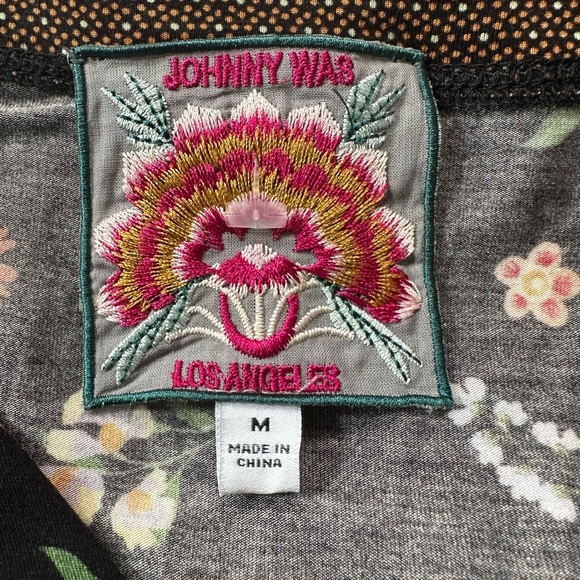 JOHNNY WAS
LOS ANGELES
M
MADE IN
CHINA